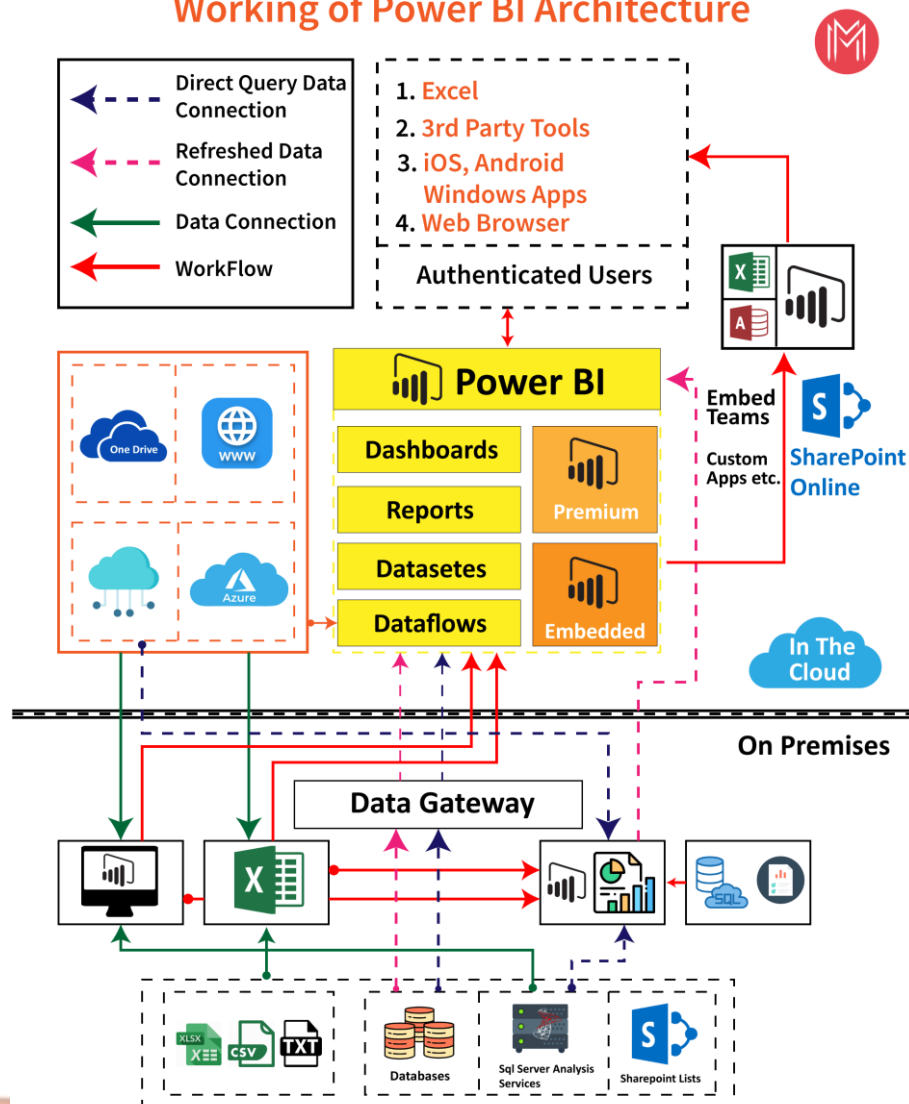 Working of Power BI Architecture
M
Direct Query Data
Connection
Refreshed Data
Connection
Data Connection
WorkFlow
1. Excel
2. 3rd Party Tools
3. iOS, Android
Windows Apps
4. Web Browser
Authenticated Users
X
A
One Drive
WWW
Azure
Power BI
Dashboards
Reports
Datasetes
Dataflows
Premium
Embedded
Embed
Teams
Custom
Apps etc.
S
SharePoint
Online
In The
Cloud
On Premises
Data Gateway
X
SQL
XLSX
X
CSV
TXT
Databases
Sql Server Analysis
Services
S
Sharepoint Lists